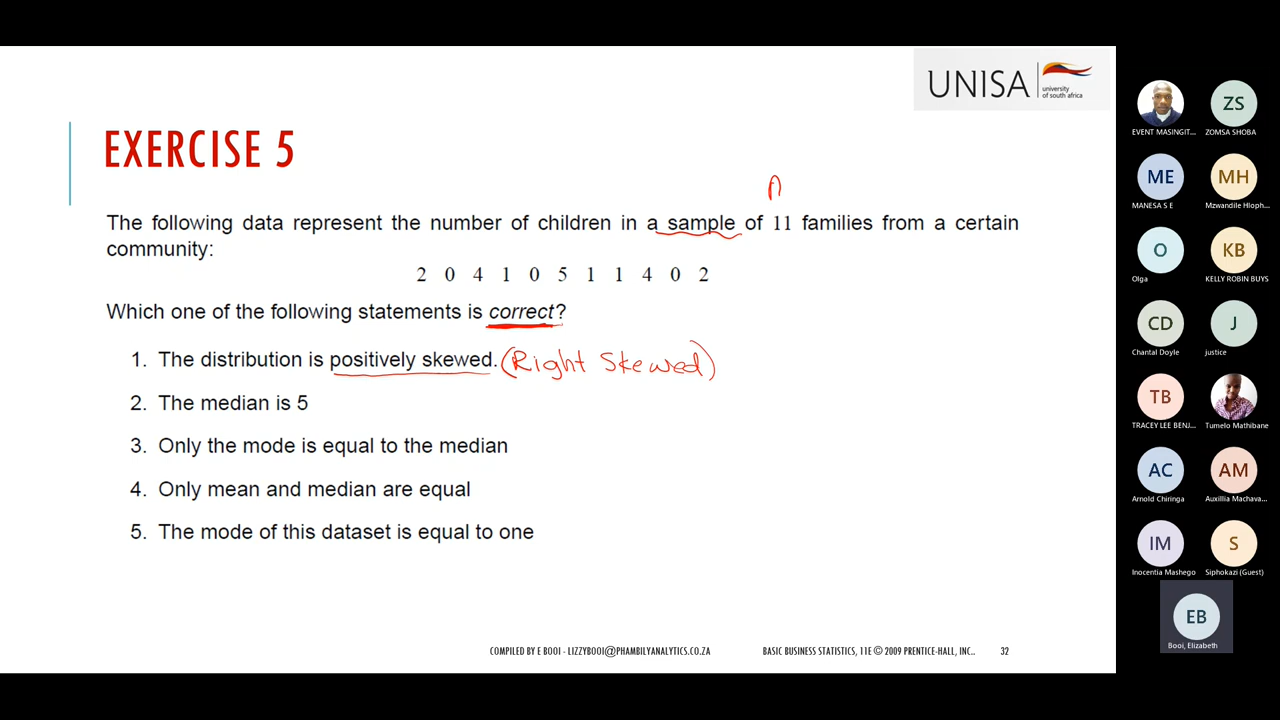 UNISA
university
of south africa
EXERCISE 5
n
The following data represent the number of children in a sample of 11 families from a certain
community:
2 0 4 1 0 5 1 1 4 0 2
Which one of the following statements is correct?
1. The distribution is positively skewed. (Right Skewed)
2. The median is 5
3. Only the mode is equal to the median
4. Only mean and median are equal
5. The mode of this dataset is equal to one
COMPILED BY E BOOI - LIZZYBOOI@PHAMBILYANALYTICS.CO.ZA
BASIC BUSINESS STATISTICS, 11E © 2009 PRENTICE-HALL, INC..
32
EVENT MASINGIT...
ZS
ZOMSA SHOBA
ME
MANESA S E
MH
Mzwandile Hloph...
O
Olga
KB
KELLY ROBIN BUYS
CD
Chantal Doyle
J
justice
TB
TRACEY LEE BENJ...
Tumelo Mathibane
AC
Arnold Chiringa
AM
Auxillia Machava...
IM
Inocentia Mashego
S
Siphokazi (Guest)
EB
Booi, Elizabeth